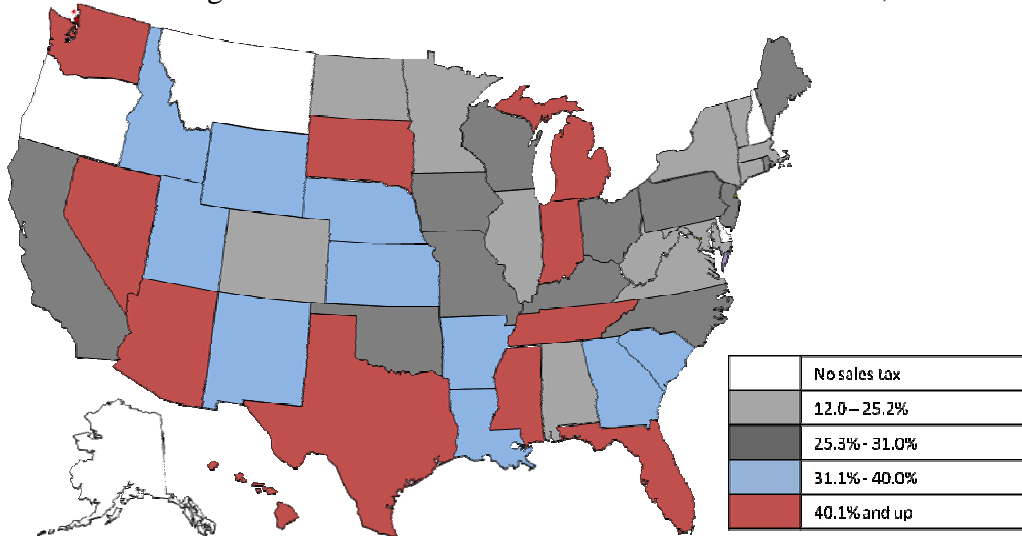 No sales tax
12.0 – 25.2%
25.3% - 31.0%
31.1% - 40.0%
40.1% and up